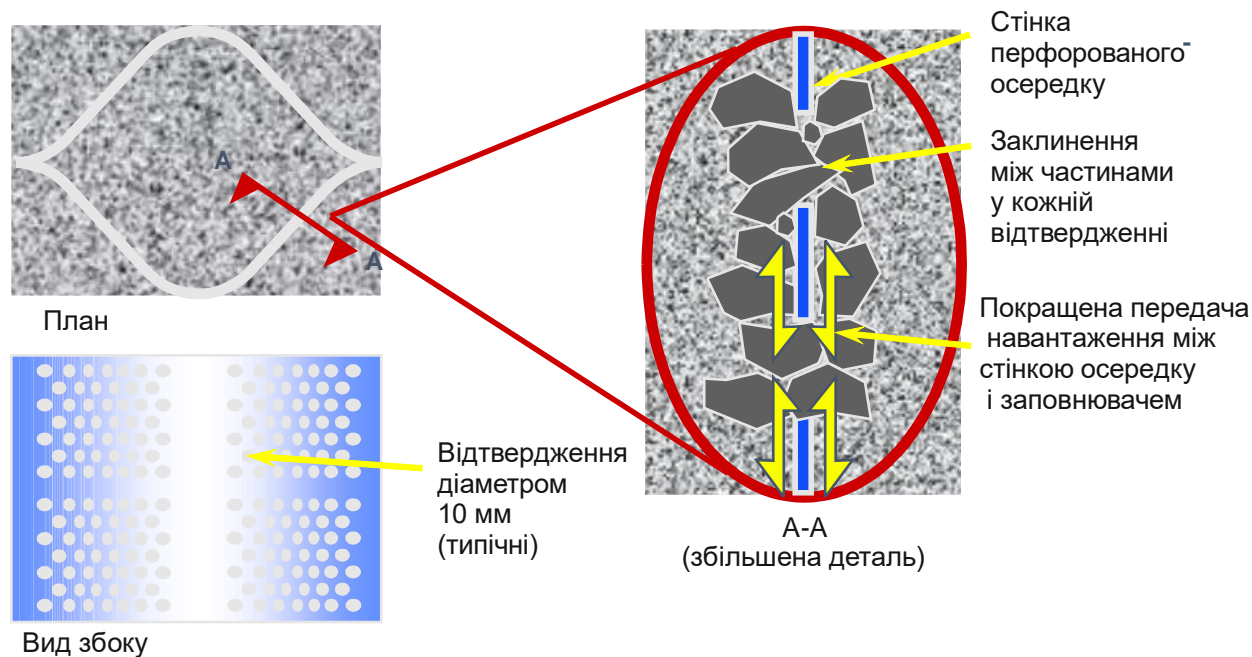 А
А
План
Вид збоку
Відтвердження
діаметром
10 мм
(типічні)
Стінка
перфорованого-
осередку
Заклинення
між частинами
у кожній
відтвердженні
Покращена передача
навантаження між
стінкою осередку
і заповнювачем
А-А
(збільшена деталь)